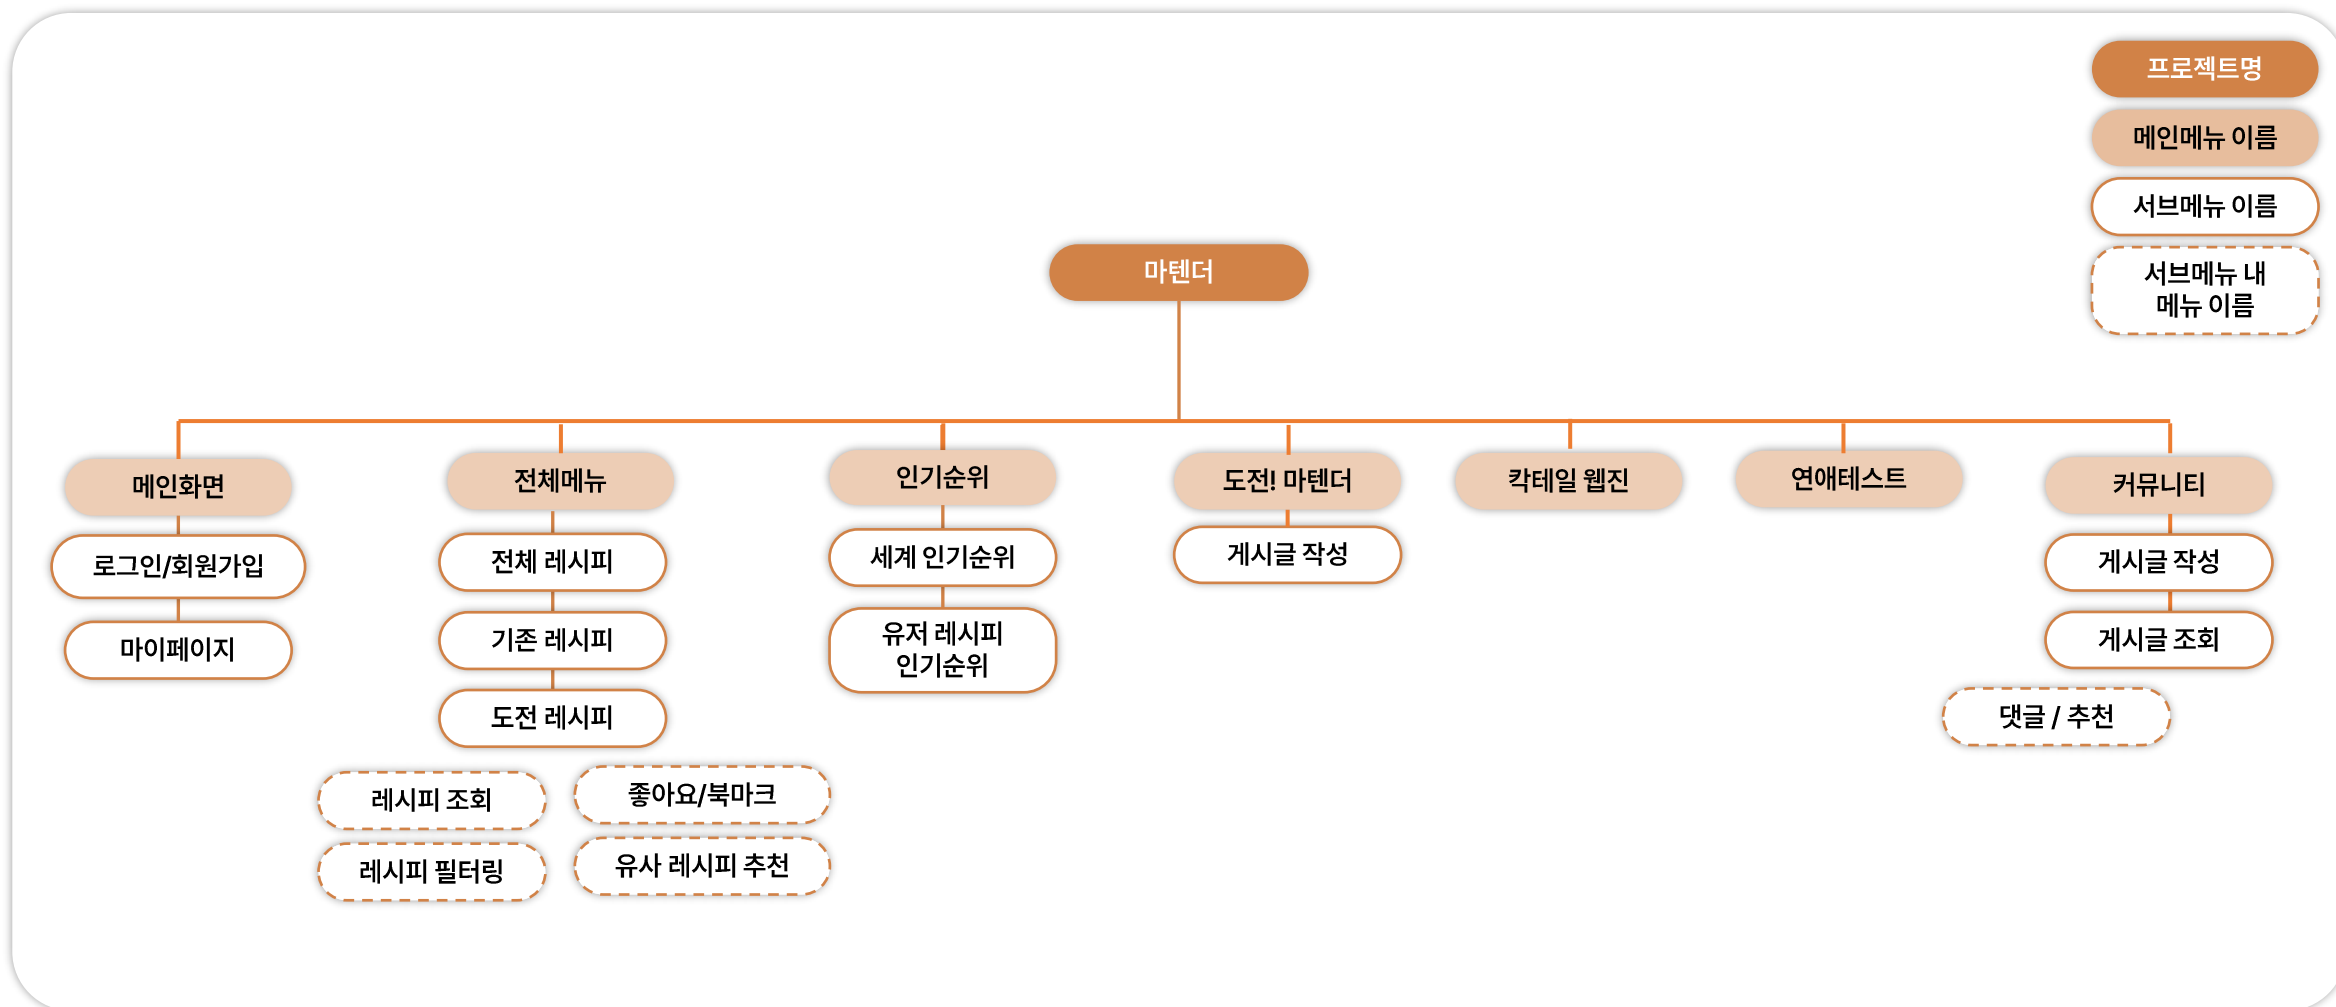 프로젝트명
메인메뉴 이름
서브메뉴 이름
서브메뉴 내
메뉴 이름
마텐더
메인화면
로그인/회원가입
마이페이지
전체메뉴
전체 레시피
기존 레시피
도전 레시피
레시피 조회
좋아요/북마크
레시피 필터링
유사 레시피 추천
인기순위
세계 인기순위
유저 레시피
인기순위
도전! 마텐더
게시글 작성
칵테일 웹진
연애테스트
커뮤니티
게시글 작성
게시글 조회
댓글 / 추천